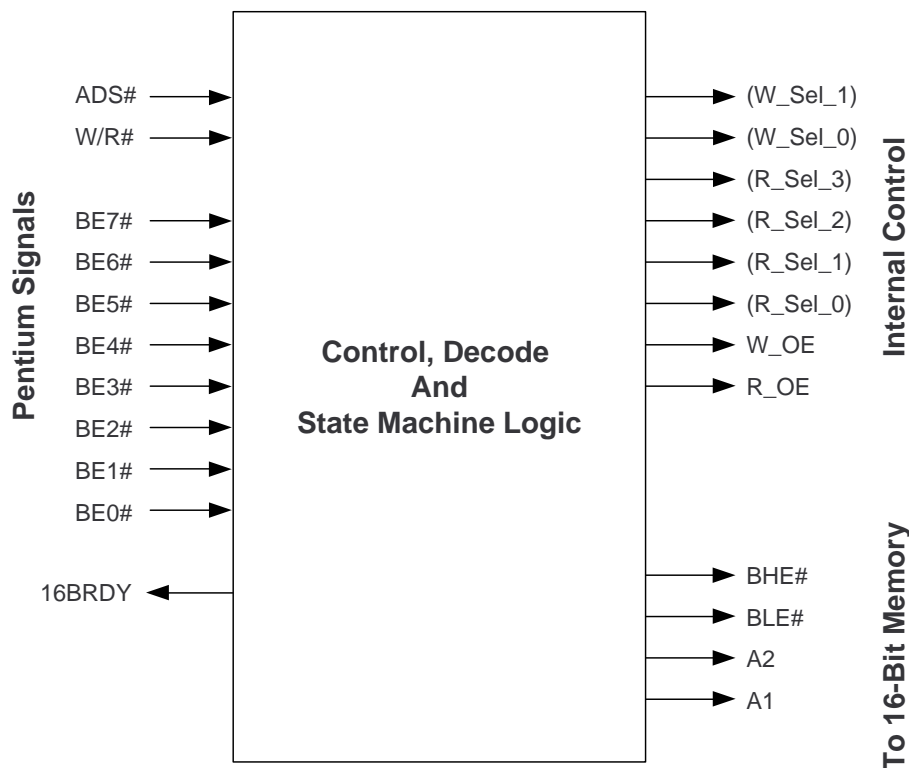 Pentium Signals
ADS#
W/R#
BE7#
BE6#
BE5#
BE4#
BE3#
BE2#
BE1#
BE0#
16BRDY
Control, Decode
And
State Machine Logic
(W_Sel_1)
(W_Sel_0)
(R_Sel_3)
(R_Sel_2)
(R_Sel_1)
(R_Sel_0)
W_OE
R_OE
Internal Control
BHE#
BLE#
A2
A1
To 16-Bit Memory